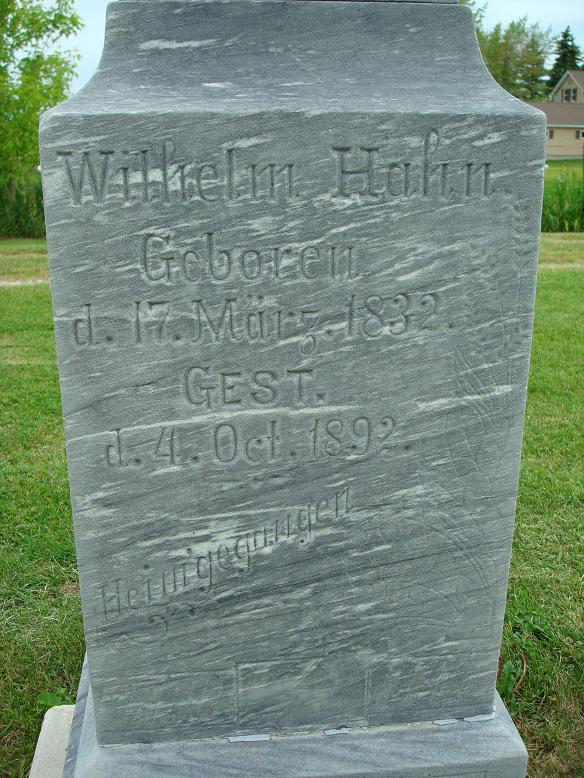 Wilhelm Hahn.
Geboren
d. 17. März. 1832.
GEST.
d. 4. Oct. 1892.
Heimgegangen